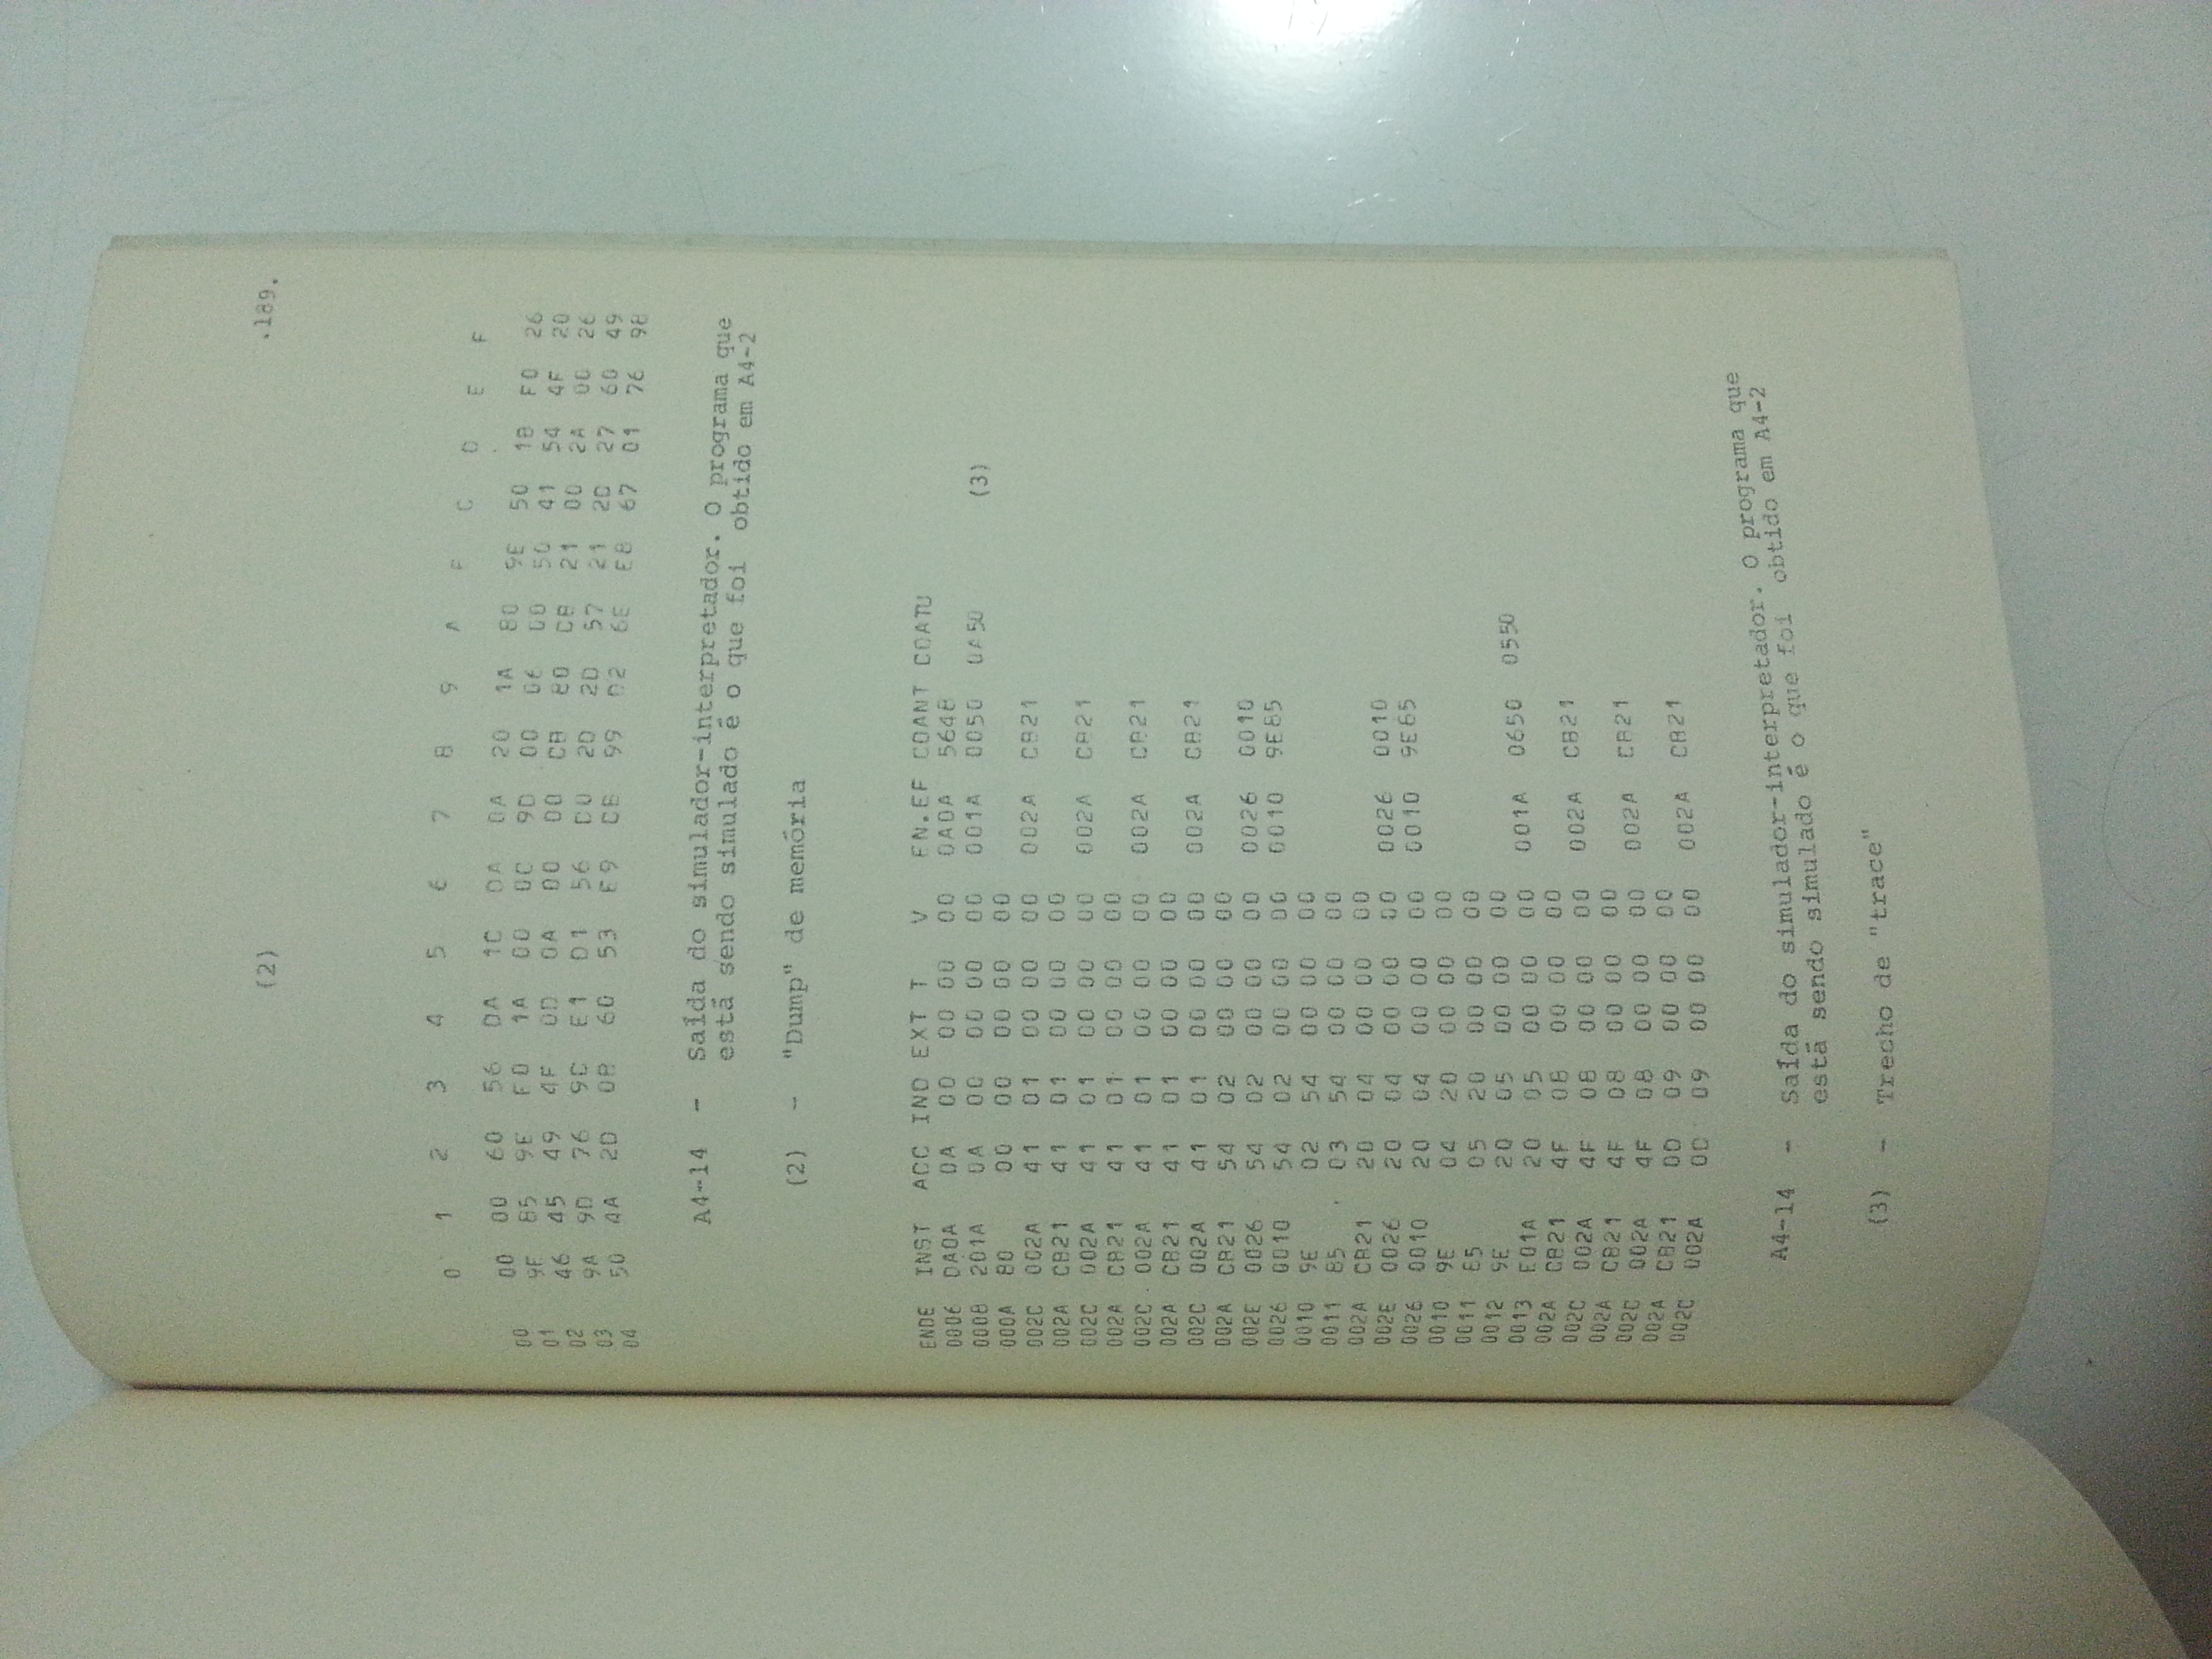 (2) .189.
0 1 2 3 4 5 6 7 8 9 A C D E F
00 00 00 60 56 DA 1C DA 0A 20 1A 80 9E 50 1B F0 26
01 9E 85 9E E0 1A 00 0C 9D 00 06 00 50 41 54 4F 20
02 46 45 49 4F 0D 0A 00 00 CB 80 CB 21 00 2A 00 26
03 9A 9D 76 9C E1 D1 56 2D 2D 57 21 2D 27 60 49
04 50 4A 2D 60 53 E9 CB 99 D2 6E E8 67 01 76 98
A4-14 - Saída do simulador-interpretador. O programa que
está sendo simulado é o que foi obtido em A4-2
(2) - "Dump" de memória
ENDE INST ACC IND EXT T V EN.EF COANT COATU
0006 DA0A 0A 00 00 00 00 0A0A 5648
0008 201A 0A 00 00 00 00 001A 0050 0A50 (3)
000A 80 00 00 00 00 00
002C 002A 41 01 00 00 00 002A CB21
002A CB21 41 01 00 00 00
002C 002A 41 01 00 00 00 002A CB21
002A CB21 41 01 00 00 00
002C 002A 41 01 00 00 00 002A CB21
002A CB21 41 01 00 00 00
002C 002A 41 01 00 00 00 002A CB21
002A CB21 54 02 00 00 00
002E 0026 54 02 00 00 00 0026 0010
0026 0010 54 02 00 00 00 0010 9E85
0010 9E 02 54 00 00 00
0011 85 03 54 00 00 00
002A CB21 20 04 00 00 00
002E 0026 20 04 00 00 00 0026 0010
0026 0010 20 04 00 00 00 0010 9E85
0010 9E 04 20 00 00 00
0011 85 05 20 00 00 00
0012 9E 20 05 00 00 00
0013 E01A 20 05 00 00 00 001A 0650 0550
002A CB21 4F 08 00 00 00
002C 002A 4F 08 00 00 00 002A CB21
002A CB21 4F 08 00 00 00
002C 002A 4F 08 00 00 00 002A CB21
002A CB21 0D 09 00 00 00
002C 002A 0D 09 00 00 00 002A CB21
A4-14 - Saída do simulador-interpretador. O programa que
está sendo simulado é o que foi obtido em A4-2
(3) - Trecho de "trace"